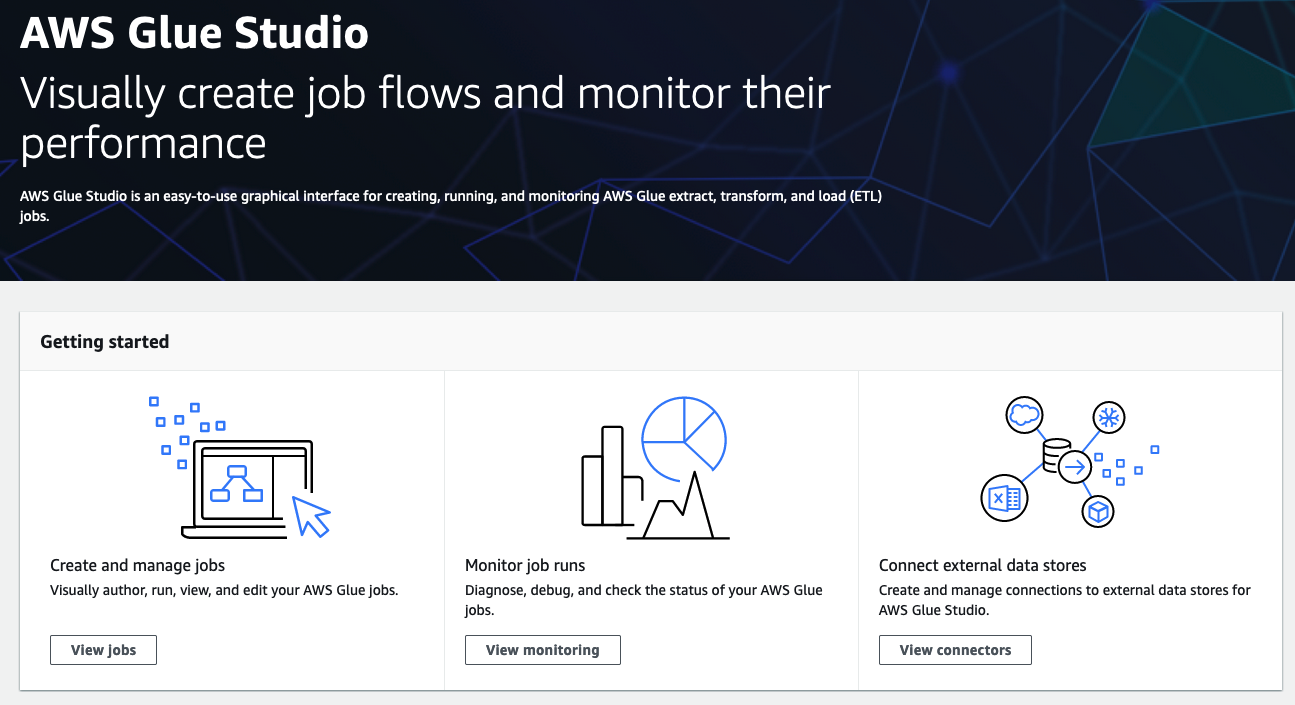 AWS Glue Studio
Visually create job flows and monitor their
performance
AWS Glue Studio is an easy-to-use graphical interface for creating, running, and monitoring AWS Glue extract, transform, and load (ETL)
jobs.
Getting started
Create and manage jobs
Visually author, run, view, and edit your AWS Glue jobs.
View jobs
Monitor job runs
Diagnose, debug, and check the status of your AWS Glue
jobs.
View monitoring
Connect external data stores
Create and manage connections to external data stores for
AWS Glue Studio.
View connectors